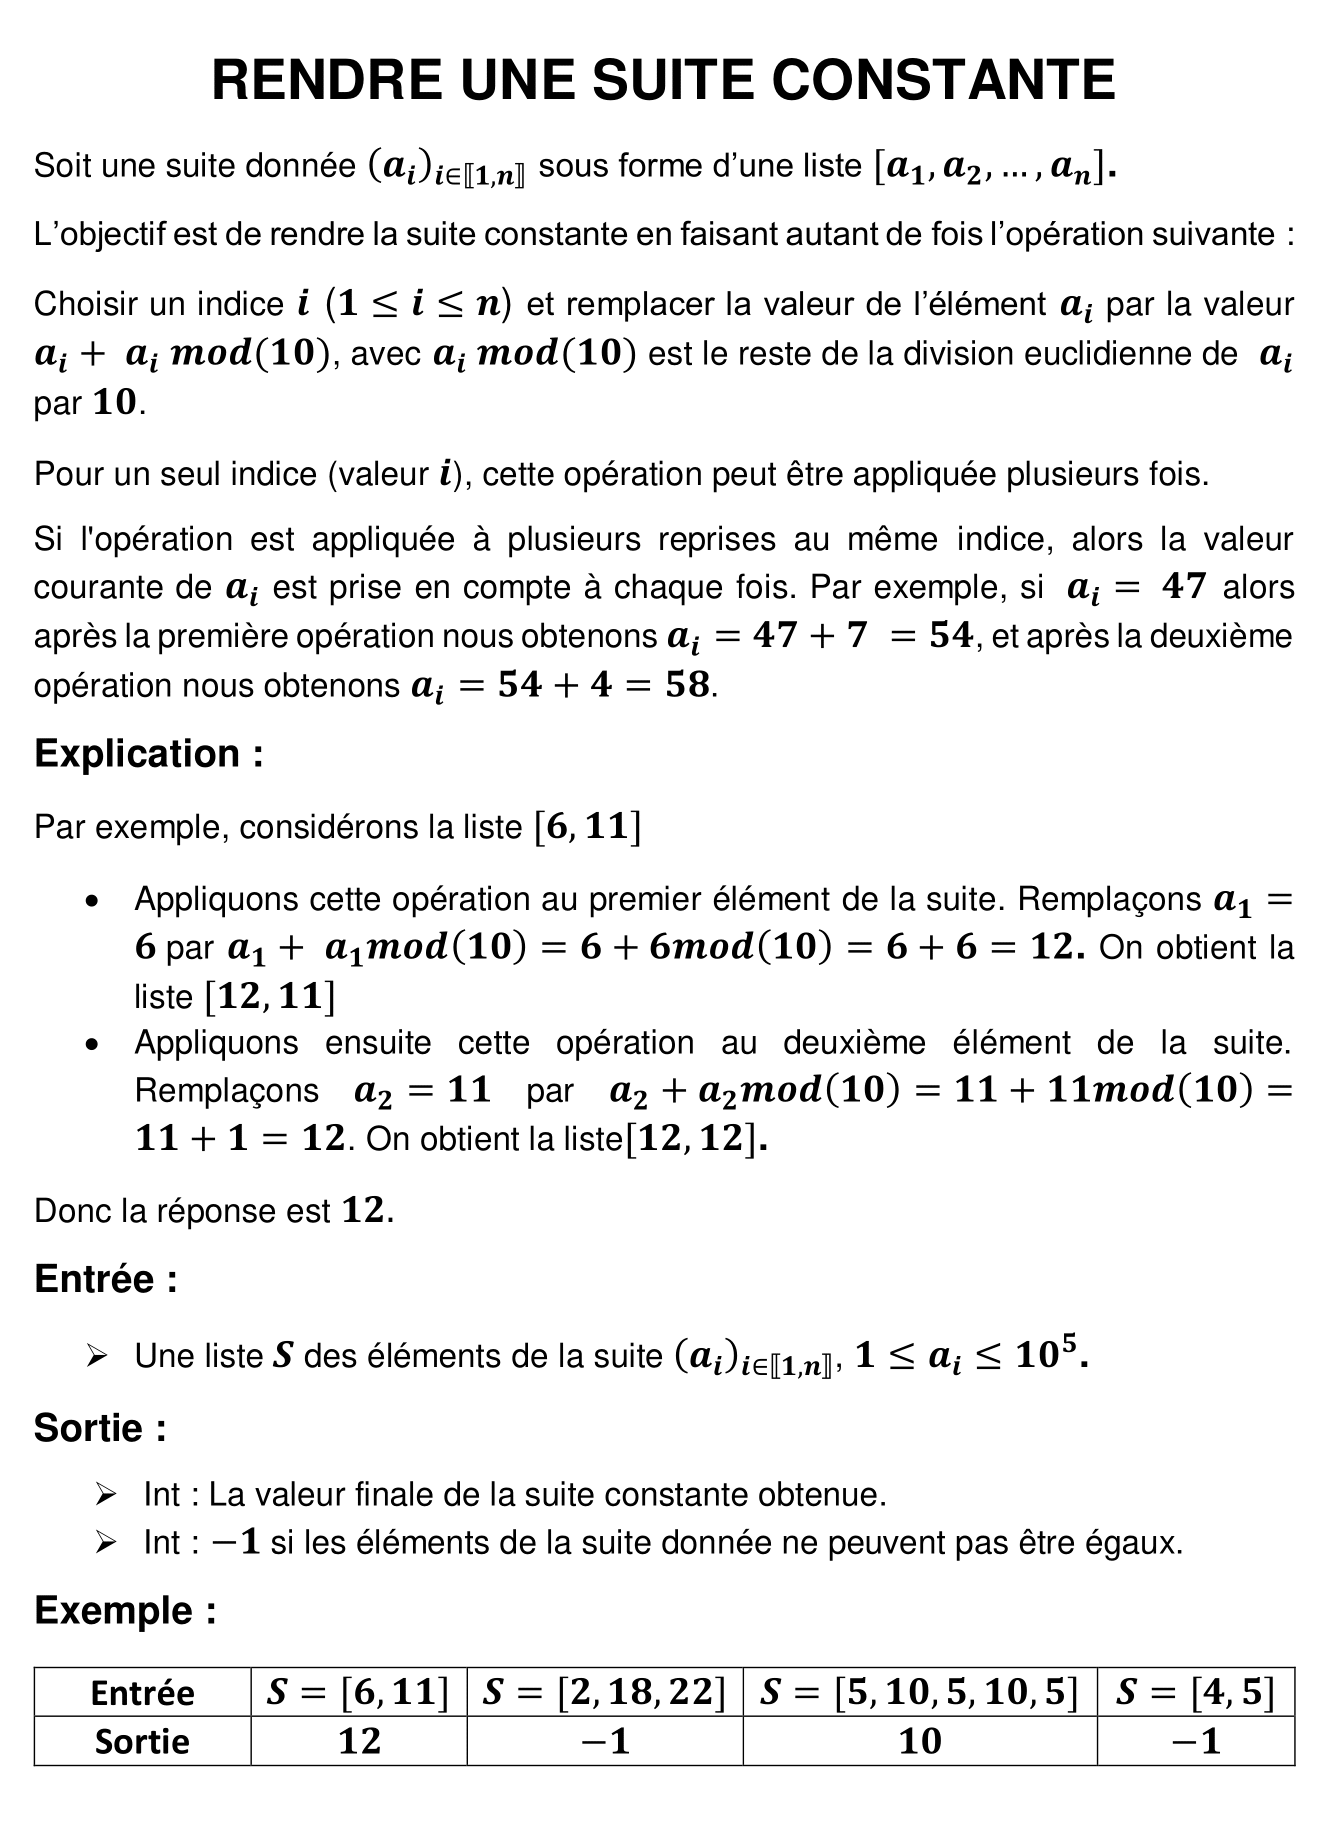 RENDRE UNE SUITE CONSTANTE
Soit une suite donnée (a_i)_{i∈⟦1,n⟧} sous forme d’une liste [a_1, a_2, … , a_n].
L’objectif est de rendre la suite constante en faisant autant de fois l’opération suivante :
Choisir un indice i (1 ≤ i ≤ n) et remplacer la valeur de l’élément a_i par la valeur
a_i + a_i mod(10), avec a_i mod(10) est le reste de la division euclidienne de a_i
par 10.
Pour un seul indice (valeur i), cette opération peut être appliquée plusieurs fois.
Si l'opération est appliquée à plusieurs reprises au même indice, alors la valeur
courante de a_i est prise en compte à chaque fois. Par exemple, si a_i = 47 alors
après la première opération nous obtenons a_i = 47 + 7 = 54, et après la deuxième
opération nous obtenons a_i = 54 + 4 = 58.
Explication :
Par exemple, considérons la liste [6, 11]
• Appliquons cette opération au premier élément de la suite. Remplaçons a_1 =
6 par a_1 + a_1mod(10) = 6 + 6mod(10) = 6 + 6 = 12. On obtient la
liste [12, 11]
• Appliquons ensuite cette opération au deuxième élément de la suite.
Remplaçons a_2 = 11 par a_2 + a_2mod(10) = 11 + 11mod(10) =
11 + 1 = 12. On obtient la liste[12, 12].
Donc la réponse est 12.
Entrée :
➢ Une liste S des éléments de la suite (a_i)_{i∈⟦1,n⟧}, 1 ≤ a_i ≤ 10^5.
Sortie :
➢ Int : La valeur finale de la suite constante obtenue.
➢ Int : −1 si les éléments de la suite donnée ne peuvent pas être égaux.
Exemple :
Entrée S = [6, 11] S = [2, 18, 22] S = [5, 10, 5, 10, 5] S = [4, 5]
Sortie 12 −1 10 −1